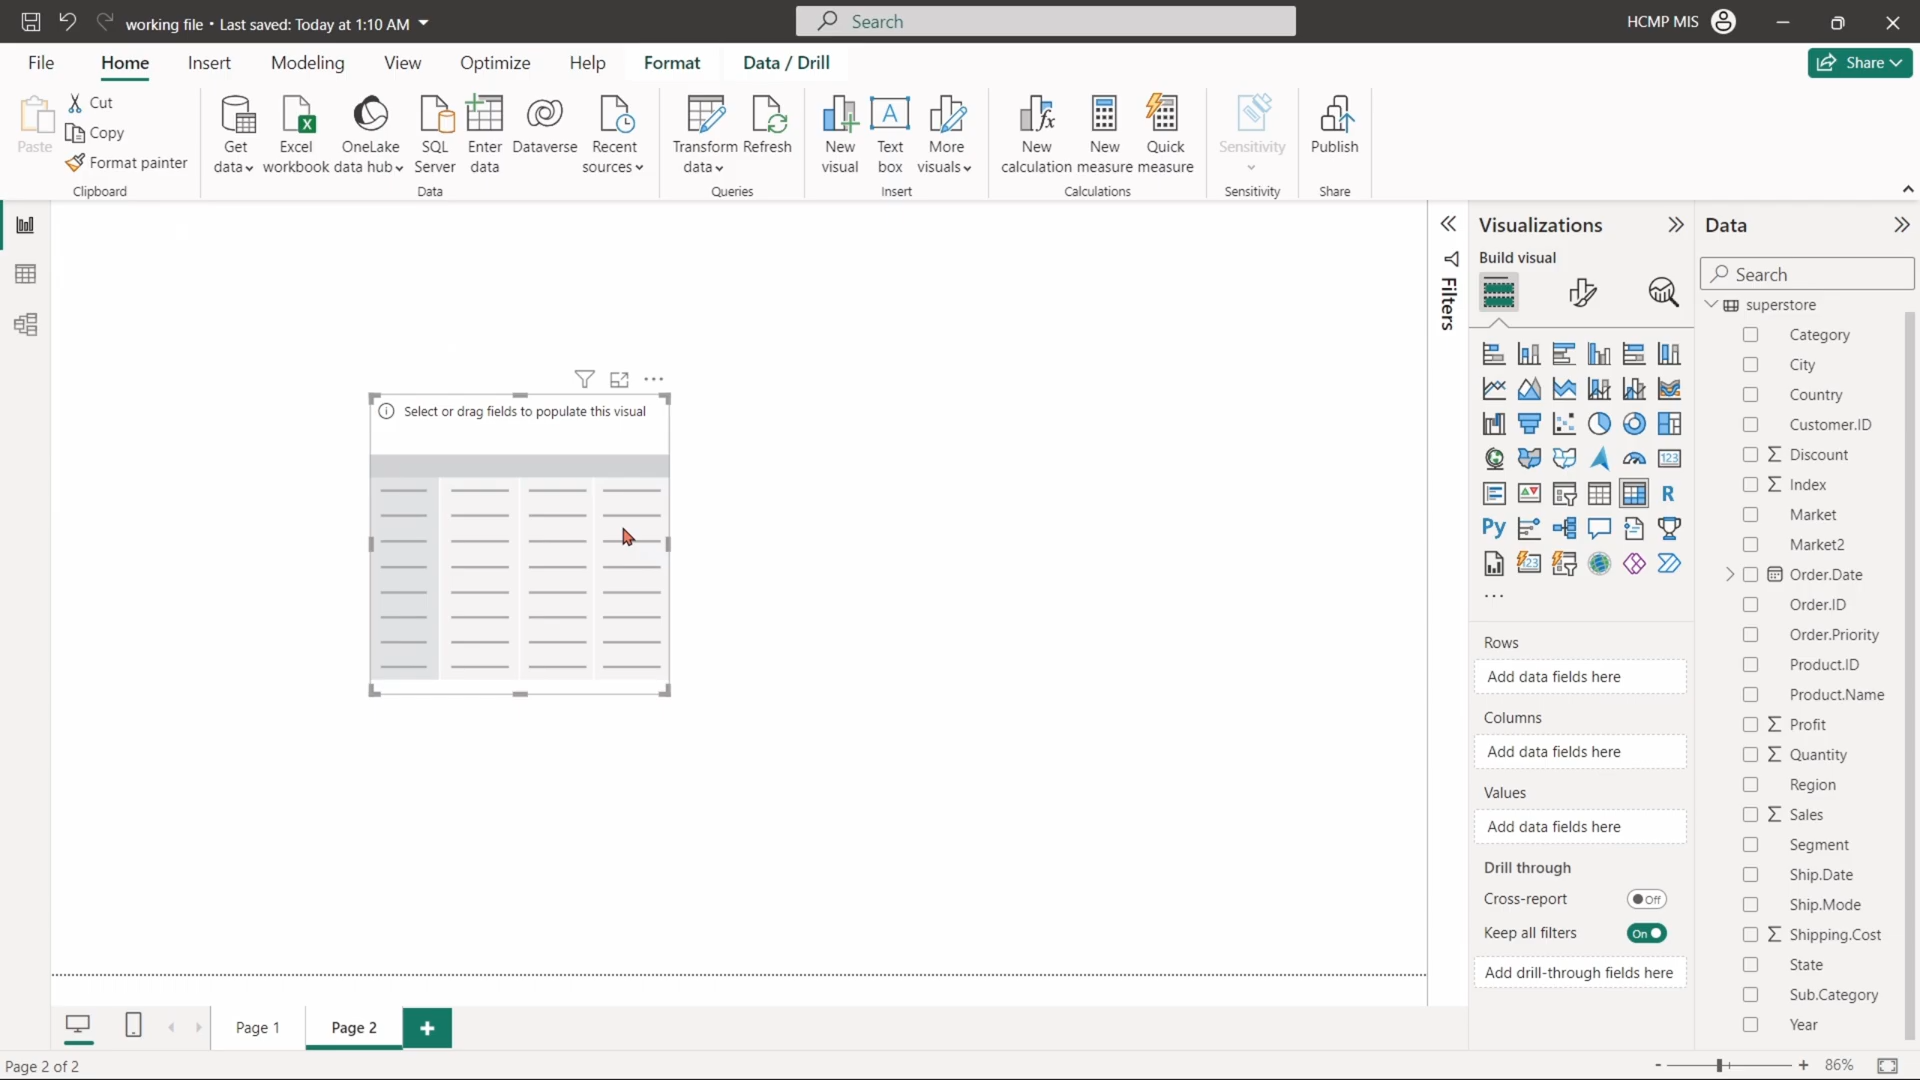 working file • Last saved: Today at 1:10 AM
Search
HCMP MIS
File Home Insert Modeling View Optimize Help Format Data / Drill
Share
Paste
Cut
Copy
Format painter
Clipboard
Get data
Excel workbook
OneLake data hub
SQL Server
Enter data
Dataverse
Recent sources
Data
Transform data
Refresh
Queries
New visual
Text box
More visuals
Insert
New calculation
New measure
Quick measure
Calculations
Sensitivity
Sensitivity
Publish
Share
Select or drag fields to populate this visual
Filters
Visualizations
Build visual
123
R
Py
123
Rows
Add data fields here
Columns
Add data fields here
Values
Add data fields here
Drill through
Cross-report
Off
Keep all filters
On
Add drill-through fields here
Data
Search
superstore
Category
City
Country
Customer.ID
Discount
Index
Market
Market2
Order.Date
Order.ID
Order.Priority
Product.ID
Product.Name
Profit
Quantity
Region
Sales
Segment
Ship.Date
Ship.Mode
Shipping.Cost
State
Sub.Category
Year
Page 1
Page 2
Page 2 of 2
86%